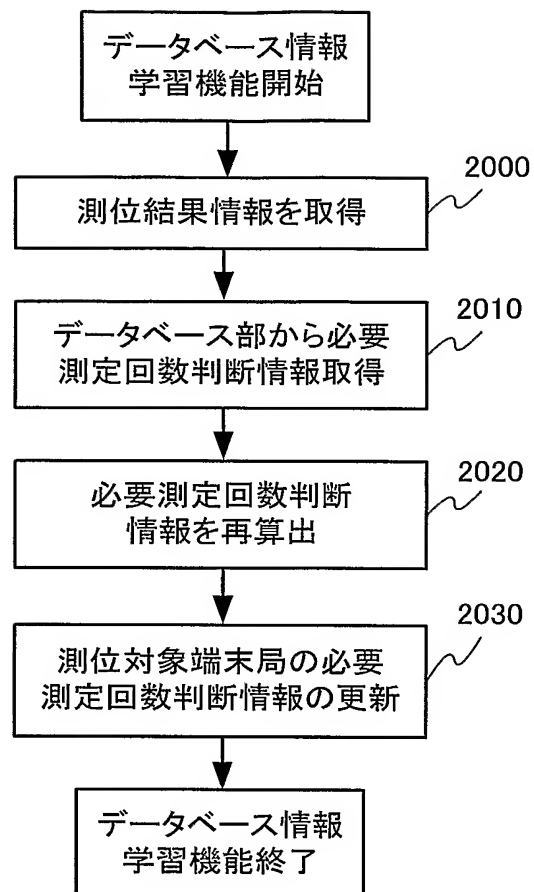 データベース情報
学習機能開始
2000
測位結果情報を取得
2010
データベース部から必要
測定回数判断情報取得
2020
必要測定回数判断
情報を再算出
2030
測位対象端末局の必要
測定回数判断情報の更新
データベース情報
学習機能終了